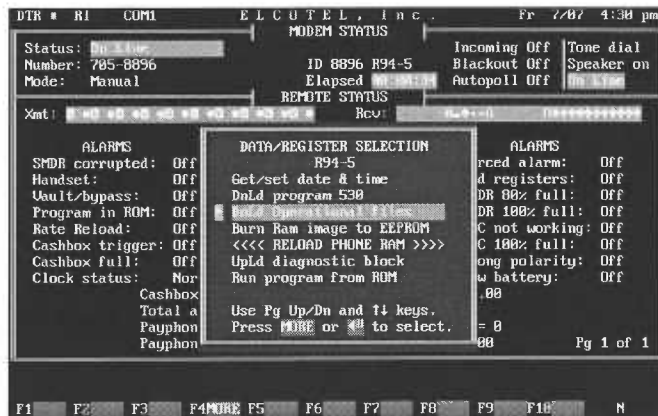 DTR * RI COM1 ELCOTEL, Inc. Fr 7/07 4:30 pm
MODEM STATUS
Status: On Line
Number: 705-8896
Mode: Manual
ID 8896 R94-5
Elapsed
Incoming Off
Blackout Off
Autopoll Off
Tone dial
Speaker on
On Line
REMOTE STATUS
Xmt:
Rcv:
ALARMS
SMDR corrupted: Off
Handset: Off
Vault/bypass: Off
Program in ROM: Off
Rate Reload: Off
Cashbox trigger: Off
Cashbox full: Off
Clock status: Nor
Cashbox
Total a
Payphon
Payphon
DATA/REGISTER SELECTION
R94-5
Get/set date & time
DnLd program 530
DnLd Operational files
Burn Ram image to EEPROM
<<<< RELOAD PHONE RAM >>>>
UpLd diagnostic block
Run program from ROM
Use Pg Up/Dn and ↑↓ keys.
Press MORE or ◄┘ to select.
ALARMS
rced alarm: Off
d registers: Off
DR 80% full: Off
DR 100% full: Off
C not working: Off
C 100% full: Off
ong polarity: Off
w battery: Off
.00
= 0
00 Pg 1 of 1
F1 F2 F3 F4MORE F5 F6 F7 F8 F9 F10 N